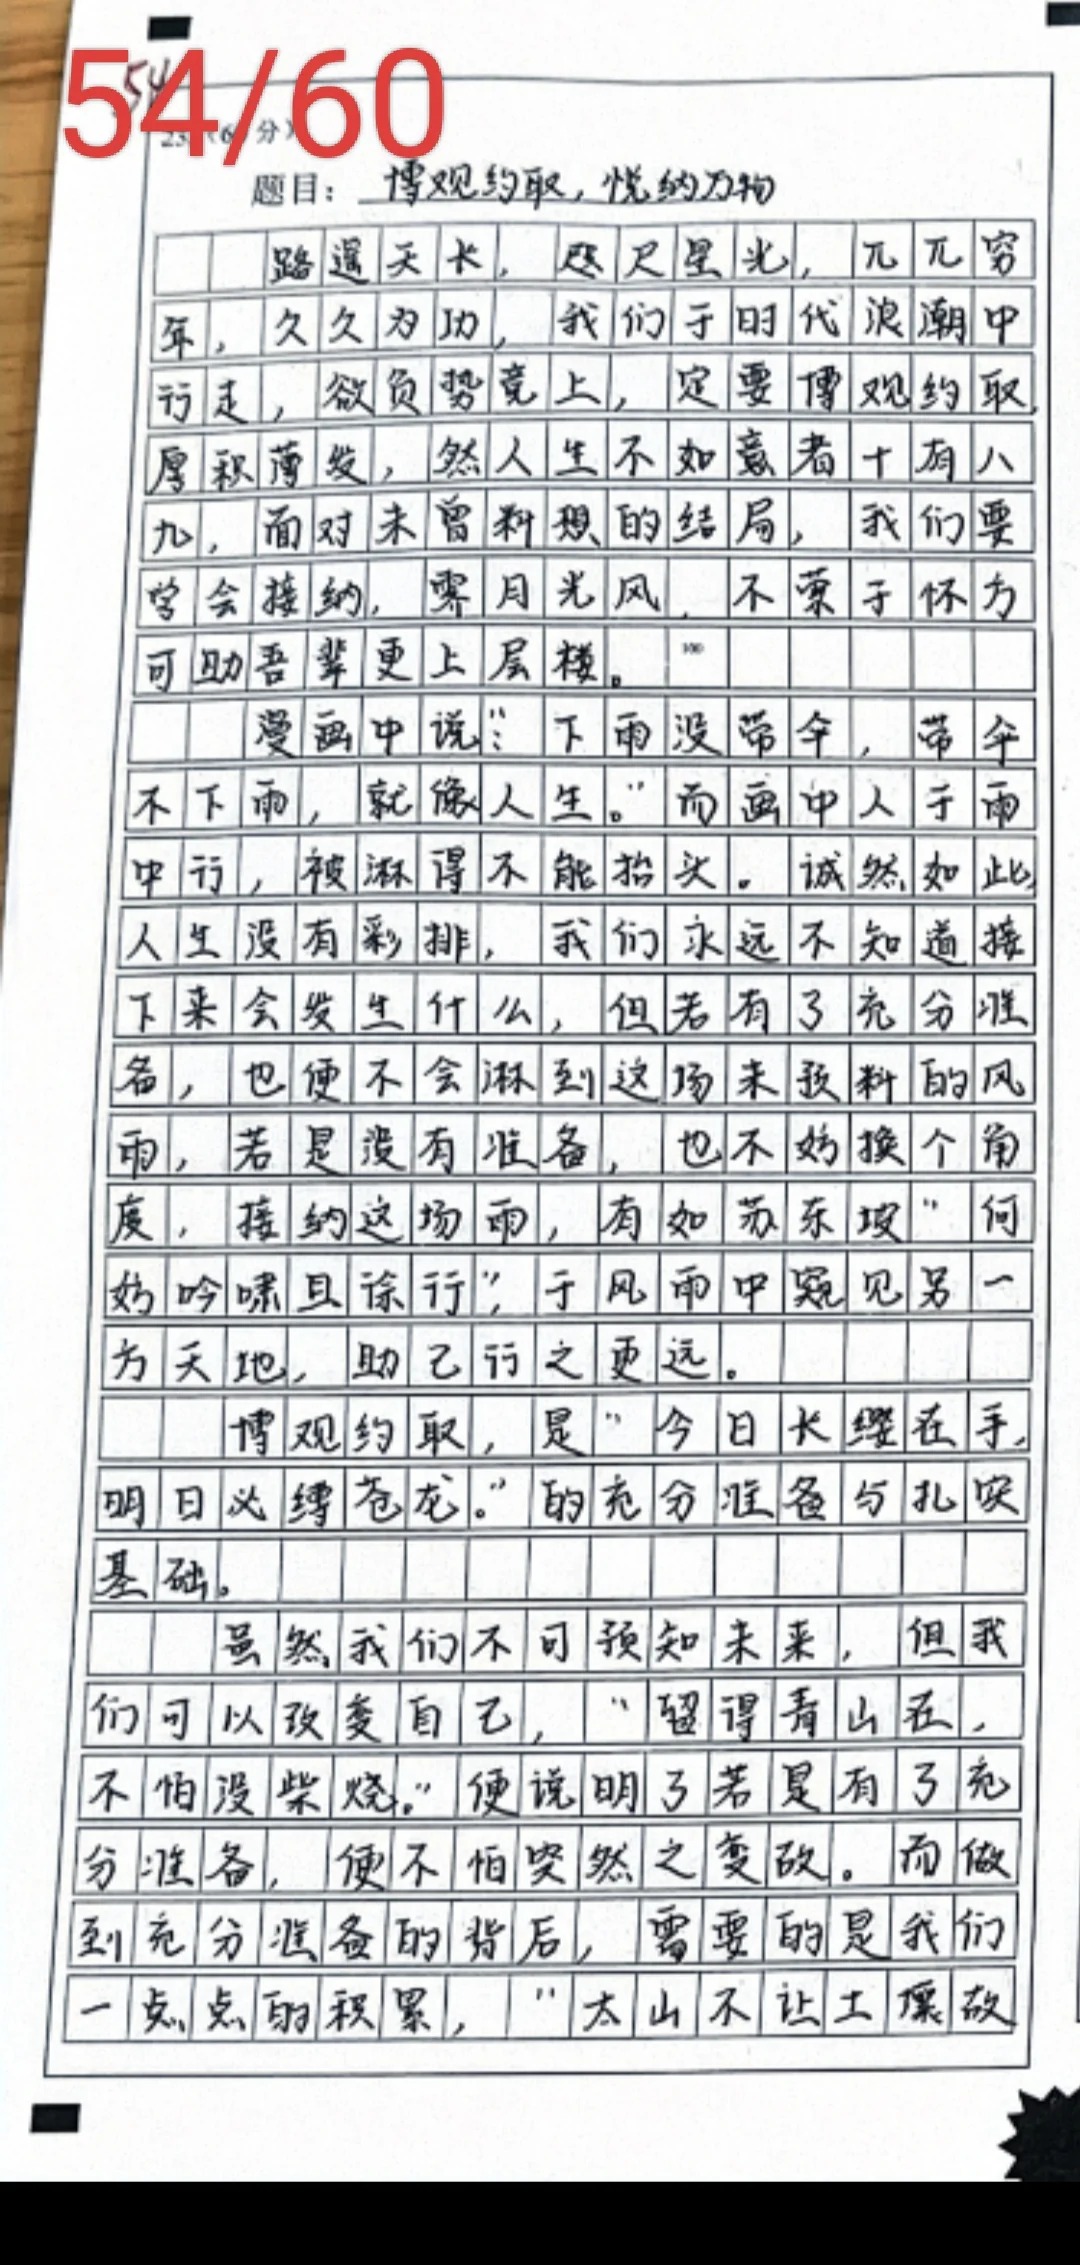 54/60
54
题目：博观约取，悦纳万物
路遥天长，咫尺星光，兀兀穷
年，久久为功，我们于时代浪潮中
行走，欲负势竞上，定要博观约取，
厚积薄发，然人生不如意者十有八
九，面对未曾料想的结局，我们要
学会接纳，霁月光风，不萦于怀方
可助吾辈更上层楼。
100
漫画中说：“下雨没带伞，带伞
不下雨，就像人生。”而画中人于雨
中行，被淋得不能抬头。诚然如此，
人生没有彩排，我们永远不知道接
下来会发生什么，但若有了充分准
备，也便不会淋到这场未预料的风
雨，若是没有准备，也不妨换个角
度，接纳这场雨，有如苏东坡“何
妨吟啸且徐行”，于风雨中窥见另一
方天地，助己行之更远。
博观约取，是“今日长缨在手，
明日必缚苍龙。”的充分准备与扎实
基础。
虽然我们不可预知未来，但我
们可以改变自己，“留得青山在，
不怕没柴烧。”便说明了若是有了充
分准备，便不怕突然之变故。而做
到充分准备的背后，需要的是我们
一点点的积累，“太山不让土壤故